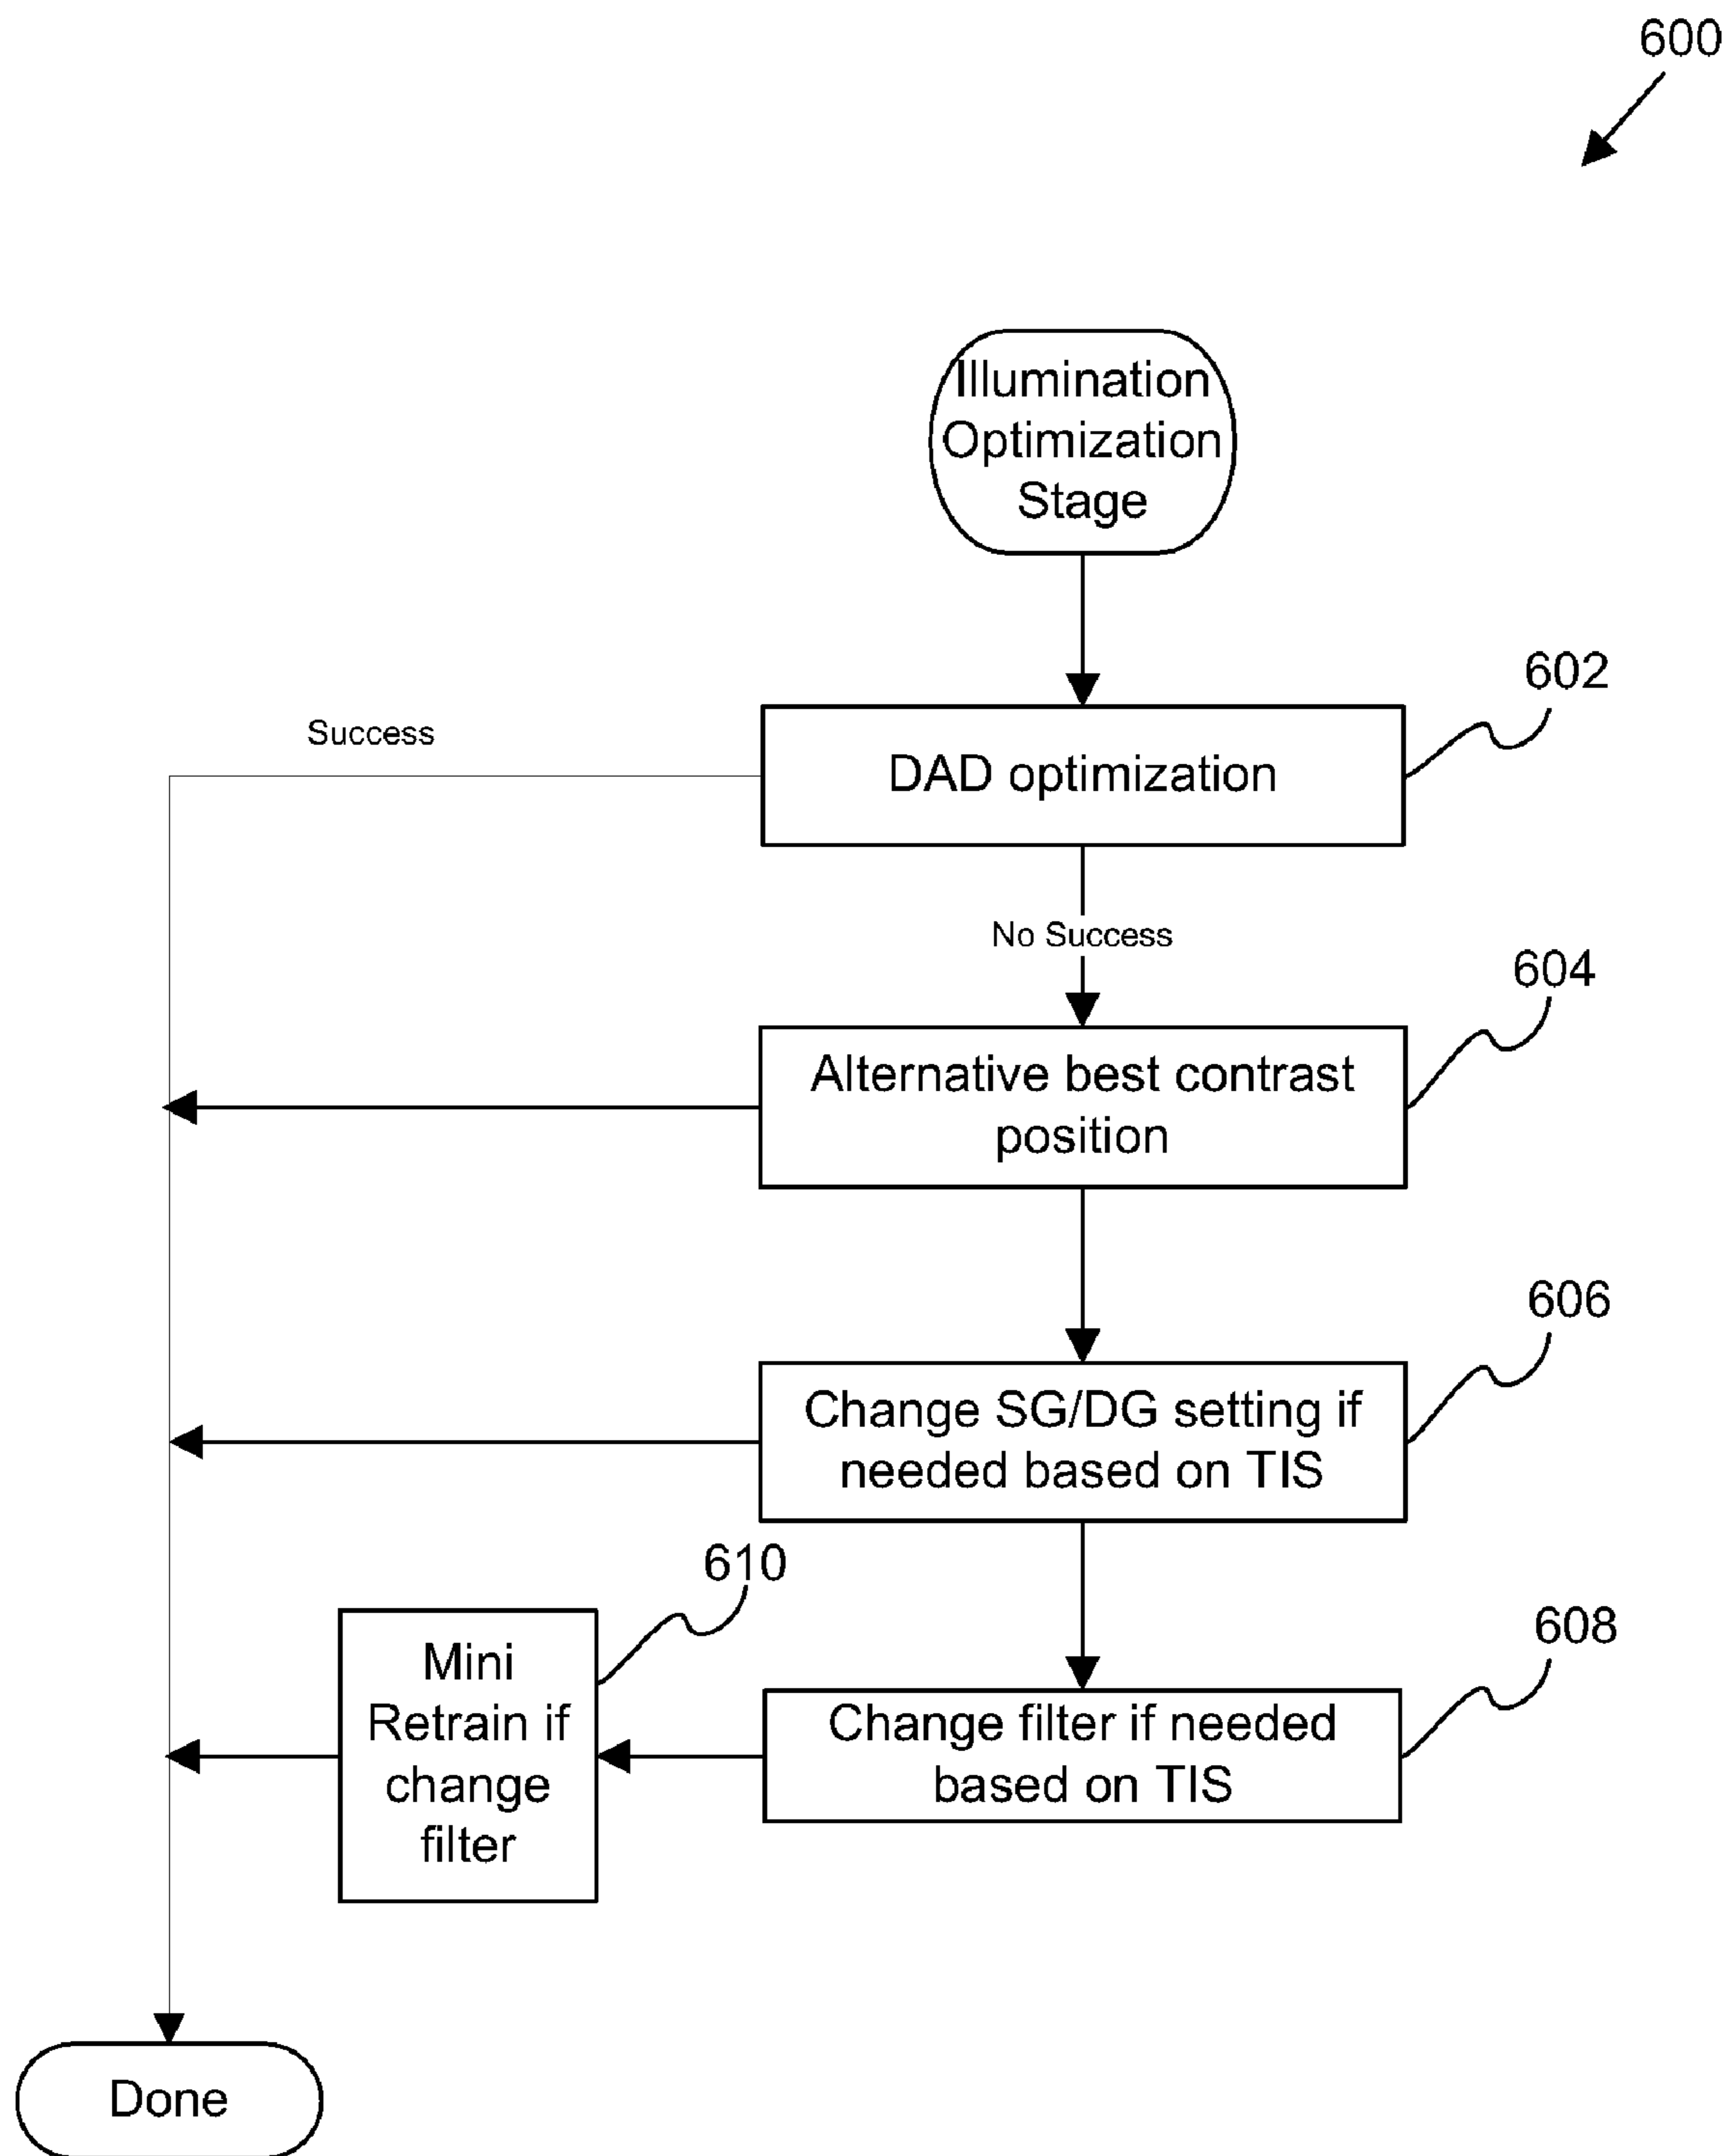 600
Illumination
Optimization
Stage
602
Success
DAD optimization
No Success
604
Alternative best contrast
position
606
Change SG/DG setting if
needed based on TIS
610
608
Mini
Retrain if
change
filter
Change filter if needed
based on TIS
Done